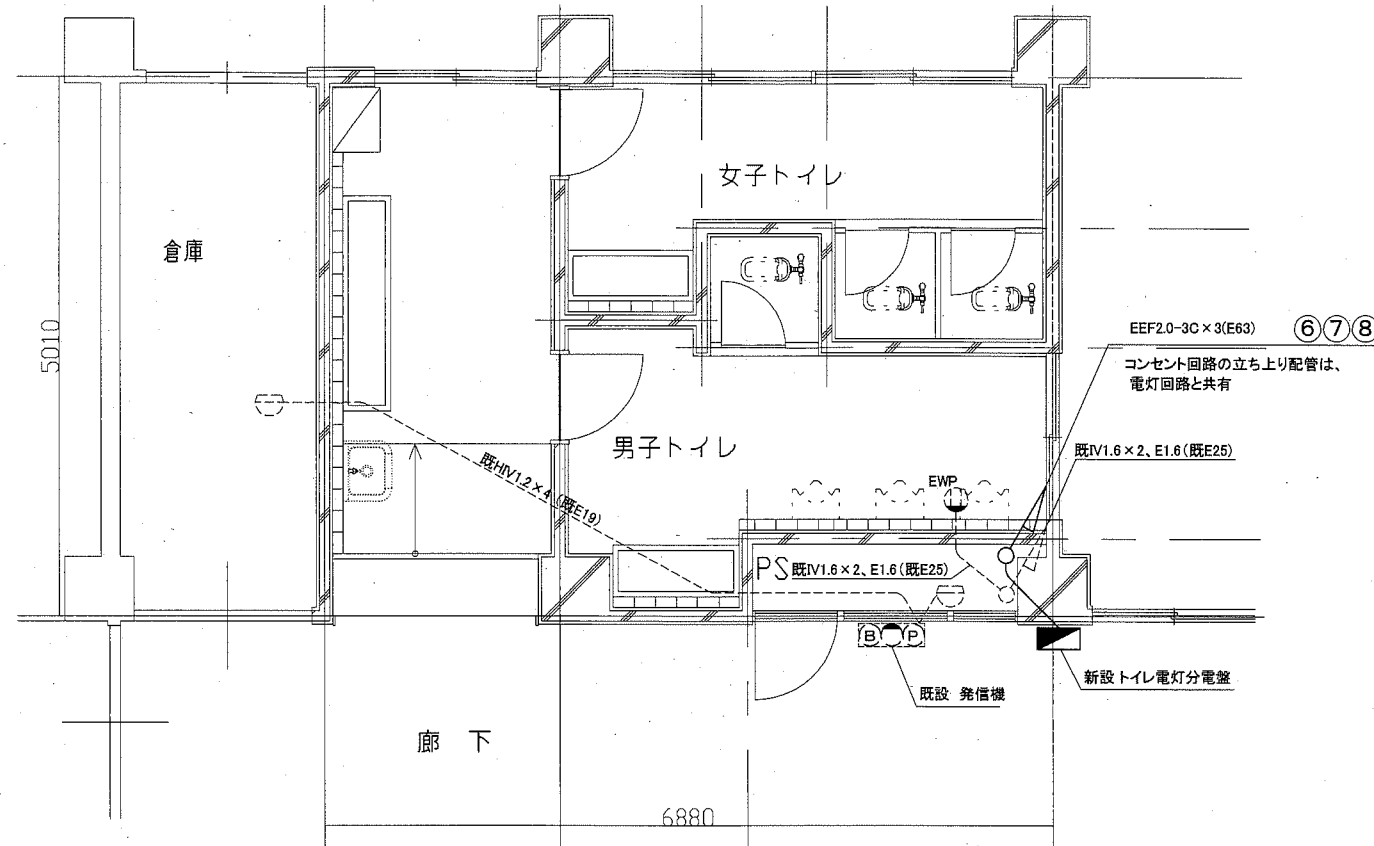 女子トイレ
倉庫
5010
EEF2.0-3C×3(E63) ⑥⑦⑧
コンセント回路の立ち上り配管は、
電灯回路と共有
男子トイレ
既IV1.6×2、E1.6(既E25)
既HIV1.2×4 (既E19)
EWP
PS
既IV1.6×2、E1.6(既E25)
B P
新設 トイレ電灯分電盤
既設 発信機
廊 下
6880